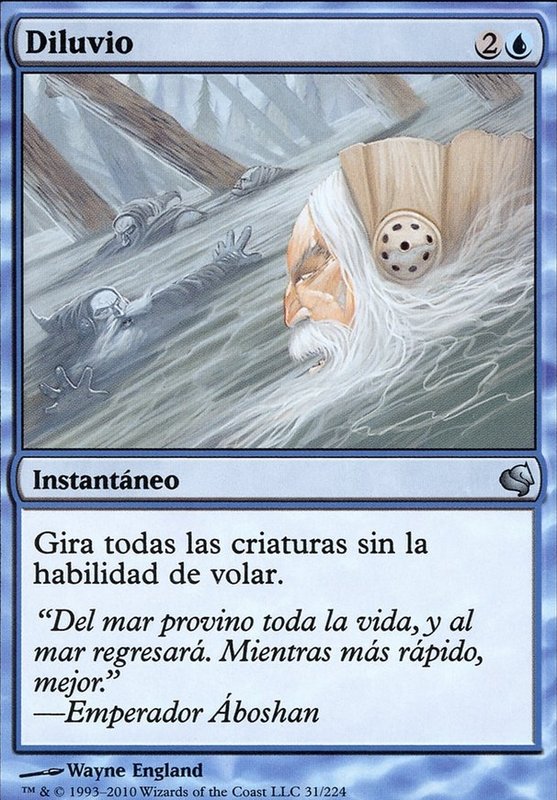 Diluvio 2
Instantáneo
Gira todas las criaturas sin la
habilidad de volar.
“Del mar provino toda la vida, y al
mar regresará. Mientras más rápido,
mejor.”
—Emperador Áboshan
Wayne England
™ & © 1993–2010 Wizards of the Coast LLC 31/224